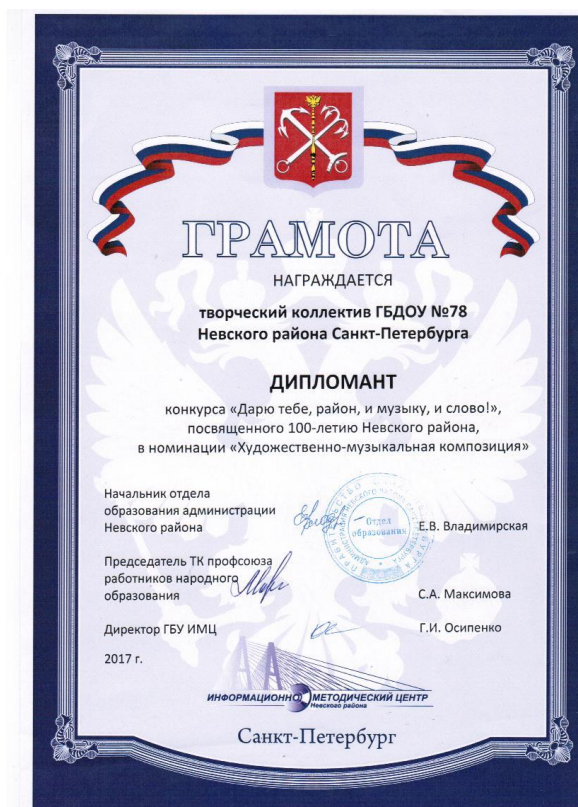 ГРАМОТА
НАГРАЖДАЕТСЯ
творческий коллектив ГБДОУ №78
Невского района Санкт-Петербурга
ДИПЛОМАНТ
конкурса «Дарю тебе, район, и музыку, и слово!»,
посвященного 100-летию Невского района,
в номинации «Художественно-музыкальная композиция»
Начальник отдела
образования администрации
Невского района
Е.В. Владимирская
Отдел
образования
Председатель ТК профсоюза
работников народного
образования
С.А. Максимова
Директор ГБУ ИМЦ
Г.И. Осипенко
2017 г.
ИНФОРМАЦИОННО МЕТОДИЧЕСКИЙ ЦЕНТР
Невского района
Санкт-Петербург